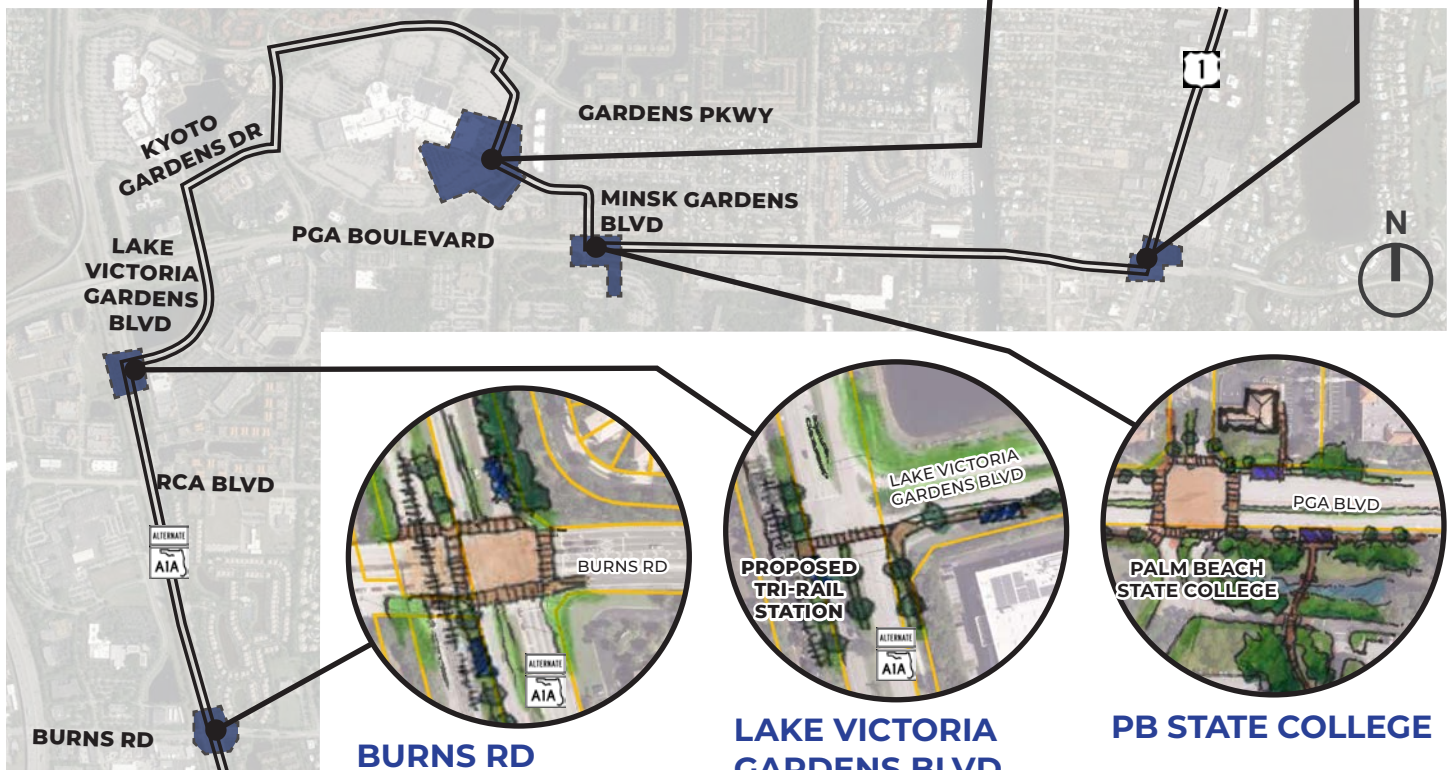 1
GARDENS PKWY
KYOTO
GARDENS DR
MINSK GARDENS
BLVD
PGA BOULEVARD
N
LAKE
VICTORIA
GARDENS
BLVD
RCA BLVD
ALTERNATE
A1A
BURNS RD
BURNS RD
ALTERNATE
A1A
BURNS RD
LAKE VICTORIA
GARDENS BLVD
PROPOSED
TRI-RAIL
STATION
ALTERNATE
A1A
LAKE VICTORIA
GARDENS BLVD
PGA BLVD
PALM BEACH
STATE COLLEGE
PB STATE COLLEGE